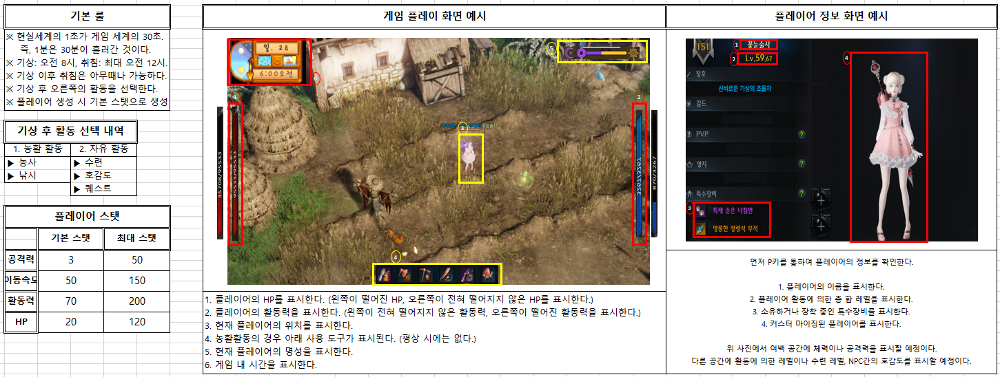 기본 룰
※ 현실세계의 1초가 게임 세계의 30초.
즉, 1분은 30분이 흘러간 것이다.
※ 기상: 오전 8시, 취침: 최대 오전 12시.
※ 기상 이후 취침은 아무때나 가능하다.
※ 기상 후 오른쪽의 활동을 선택한다.
※ 플레이어 생성 시 기본 스탯으로 생성
기상 후 활동 선택 내역
1. 농활 활동 2. 자유 활동
▶ 농사 ▶ 수련
▶ 낚시 ▶ 호감도
▶ 퀘스트
플레이어 스탯
기본 스탯 최대 스탯
공격력 3 50
이동속도 50 150
활동력 70 200
HP 20 120
게임 플레이 화면 예시
일. 28
6:00오전
6
5
1
2
3
꽃눈술사
4
35708/95533
9533/95533
3267/3267
870/3267
1. 플레이어의 HP를 표시한다. (왼쪽이 떨어진 HP, 오른쪽이 전혀 떨어지지 않은 HP를 표시한다.)
2. 플레이어의 활동력을 표시한다. (왼쪽이 전혀 떨어지지 않은 활동력, 오른쪽이 떨어진 활동력을 표시한다.)
3. 현재 플레이어의 위치를 표시한다.
4. 농활활동의 경우 아래 사용 도구가 표시된다. (평상 시에는 없다.)
5. 현재 플레이어의 명성을 표시한다.
6. 게임 내 시간을 표시한다.
플레이어 정보 화면 예시
151
1 꽃눈술사
2 Lv.59.67
칭호
신비로운 기상의 조율자
길드
PVP ?
영지 ?
특수장비 ?
3
특제 순은 나침반
영롱한 정령석 부적
4
먼저 P키를 통하여 플레이어의 정보를 확인한다.
1. 플레이어의 이름을 표시한다.
2. 플레이어 활동에 의한 총 합 레벨을 표시한다.
3. 소유하거나 장착 중인 특수장비를 표시한다.
4. 커스터 마이징된 플레이어를 표시한다.
위 사진에서 여백 공간에 체력이나 공격력을 표시할 예정이다.
다른 공간에 활동에 의한 레벨이나 수련 레벨, NPC간의 호감도를 표시할 예정이다.